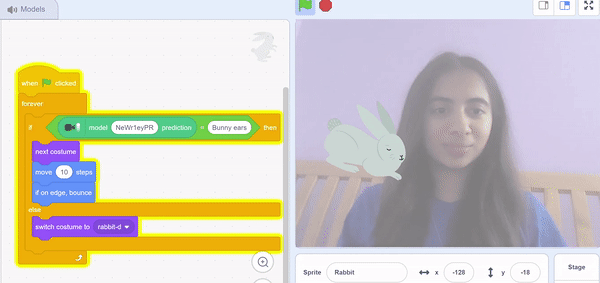 Models
when clicked
forever
if model NeWr1eyPR prediction = Bunny ears then
next costume
move 10 steps
if on edge, bounce
else
switch costume to rabbit-d
Sprite Rabbit x -128 y -18
Stage